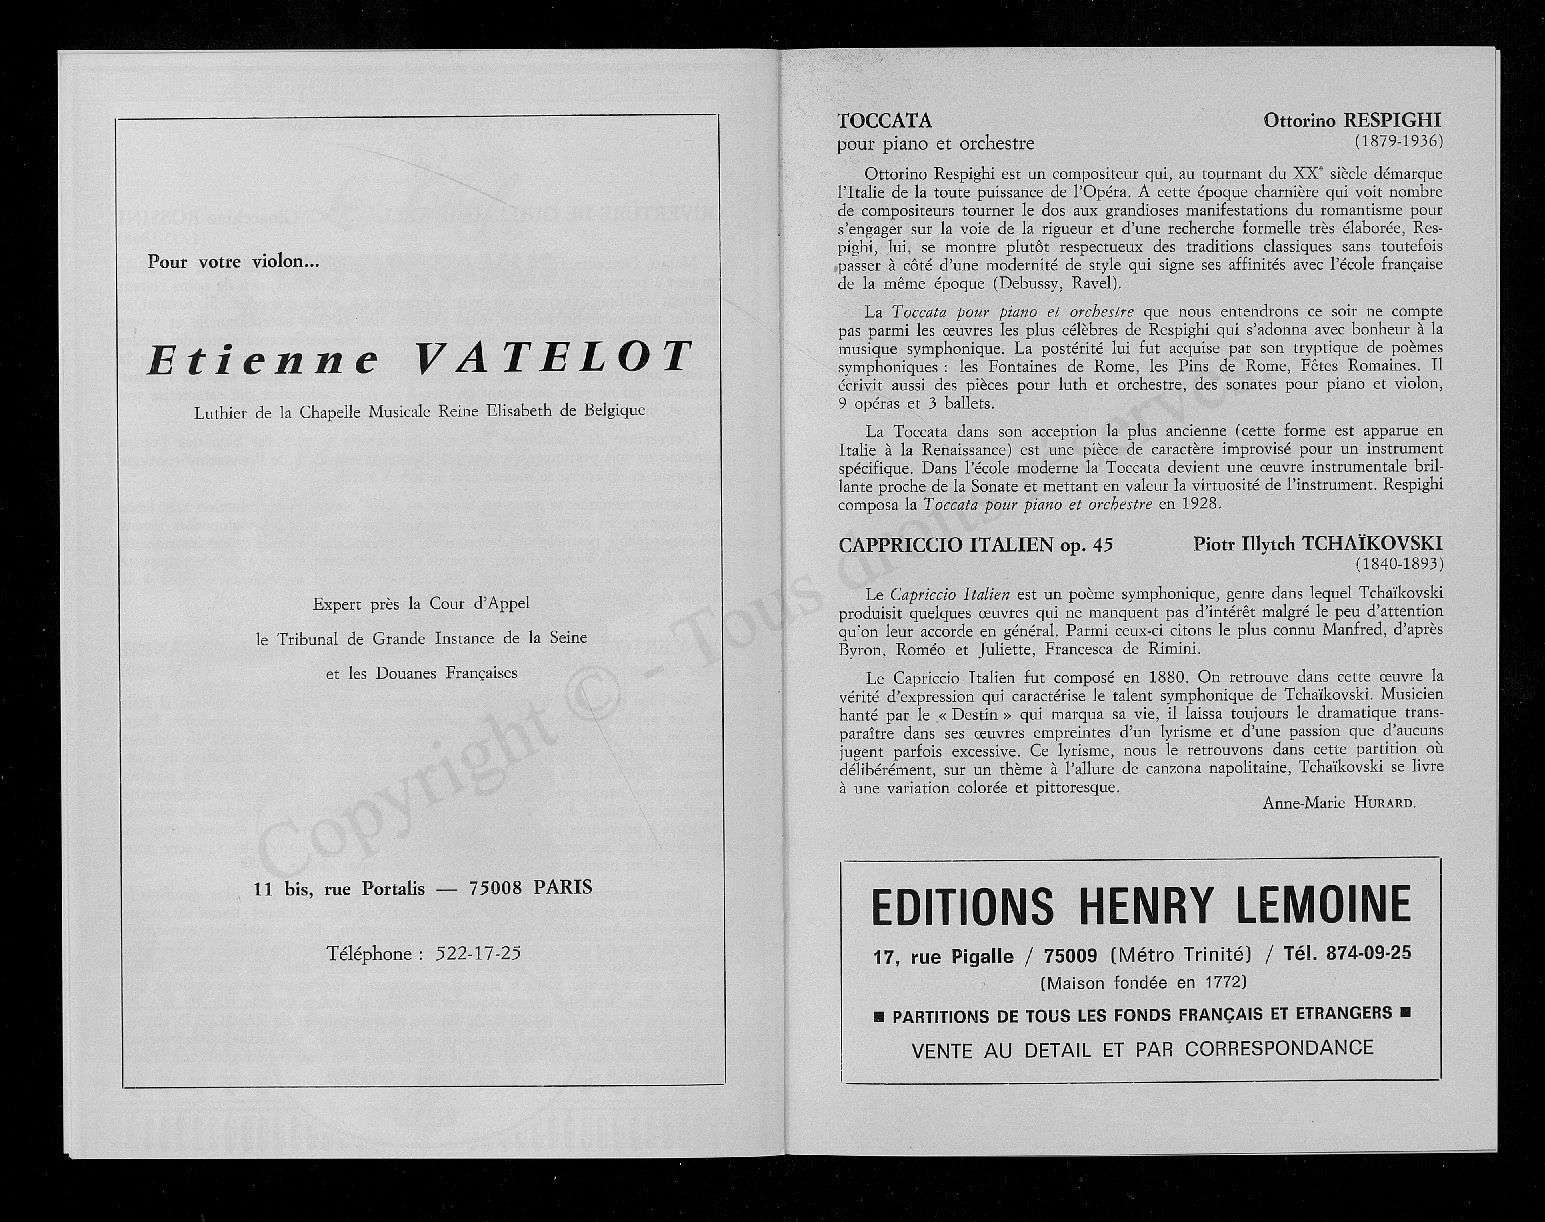 Pour votre violon...
Etienne VATELOT
Luthier de la Chapelle Musicale Reine Elisabeth de Belgique
Expert près la Cour d'Appel
le Tribunal de Grande Instance de la Seine
et les Douanes Françaises
11 bis, rue Portalis — 75008 PARIS
Téléphone : 522-17-25
TOCCATA Ottorino RESPIGHI
pour piano et orchestre (1879-1936)
Ottorino Respighi est un compositeur qui, au tournant du XXe siècle démarque
l'Italie de la toute puissance de l'Opéra. A cette époque charnière qui voit nombre
de compositeurs tourner le dos aux grandioses manifestations du romantisme pour
s'engager sur la voie de la rigueur et d'une recherche formelle très élaborée, Res-
pighi, lui, se montre plutôt respectueux des traditions classiques sans toutefois
passer à côté d'une modernité de style qui signe ses affinités avec l'école française
de la même époque (Debussy, Ravel).
La Toccata pour piano et orchestre que nous entendrons ce soir ne compte
pas parmi les œuvres les plus célèbres de Respighi qui s'adonna avec bonheur à la
musique symphonique. La postérité lui fut acquise par son tryptique de poèmes
symphoniques : les Fontaines de Rome, les Pins de Rome, Fêtes Romaines. Il
écrivit aussi des pièces pour luth et orchestre, des sonates pour piano et violon,
9 opéras et 3 ballets.
La Toccata dans son acception la plus ancienne (cette forme est apparue en
Italie à la Renaissance) est une pièce de caractère improvisé pour un instrument
spécifique. Dans l'école moderne la Toccata devient une œuvre instrumentale bril-
lante proche de la Sonate et mettant en valeur la virtuosité de l'instrument. Respighi
composa la Toccata pour piano et orchestre en 1928.
CAPPRICCIO ITALIEN op. 45 Piotr Illytch TCHAÏKOVSKI
(1840-1893)
Le Capriccio Italien est un poème symphonique, genre dans lequel Tchaïkovski
produisit quelques œuvres qui ne manquent pas d'intérêt malgré le peu d'attention
qu'on leur accorde en général. Parmi ceux-ci citons le plus connu Manfred, d'après
Byron, Roméo et Juliette, Francesca de Rimini.
Le Capriccio Italien fut composé en 1880. On retrouve dans cette œuvre la
vérité d'expression qui caractérise le talent symphonique de Tchaïkovski. Musicien
hanté par le « Destin » qui marqua sa vie, il laissa toujours le dramatique trans-
paraître dans ses œuvres empreintes d'un lyrisme et d'une passion que d'aucuns
jugent parfois excessive. Ce lyrisme, nous le retrouvons dans cette partition où
délibérément, sur un thème à l'allure de canzona napolitaine, Tchaïkovski se livre
à une variation colorée et pittoresque.
Anne-Marie HURARD.
EDITIONS HENRY LEMOINE
17, rue Pigalle / 75009 (Métro Trinité) / Tél. 874-09-25
(Maison fondée en 1772)
■ PARTITIONS DE TOUS LES FONDS FRANÇAIS ET ETRANGERS ■
VENTE AU DETAIL ET PAR CORRESPONDANCE
Copyright © - Tous droits